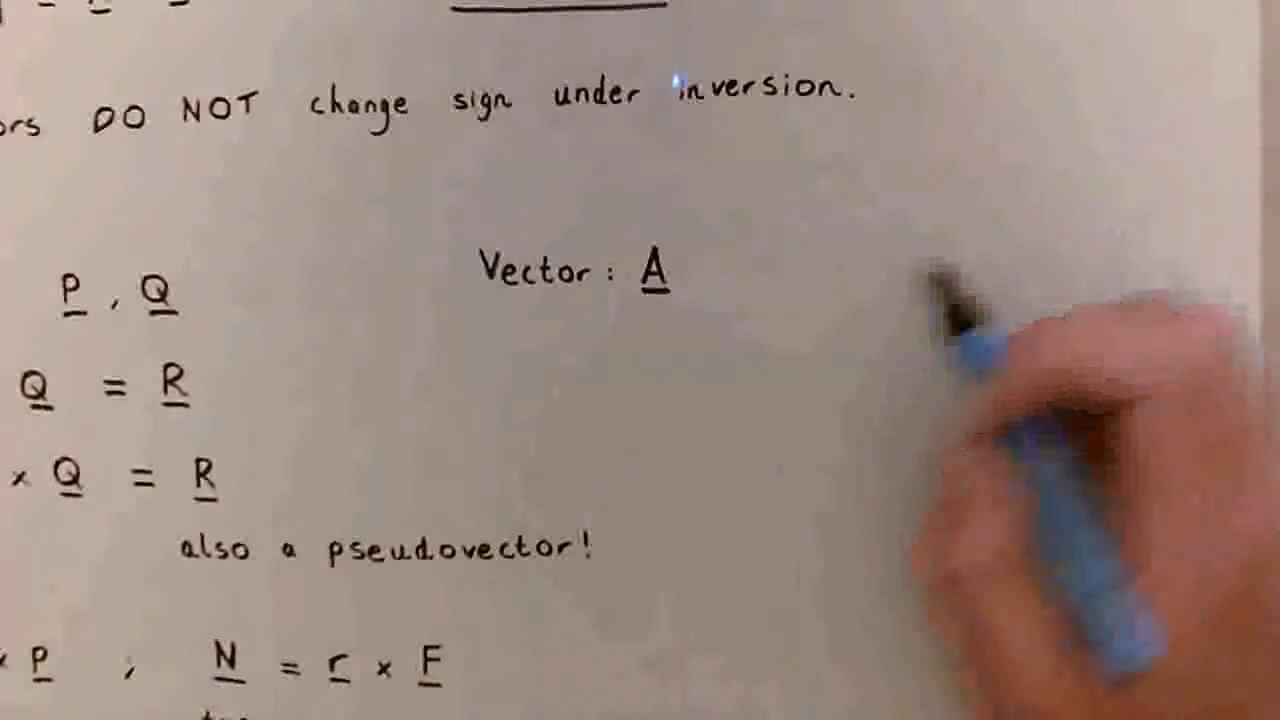 ors DO NOT change sign under inversion.
P , Q Vector : A
Q = R
× Q = R
also a pseudovector!
× P , N = r × F